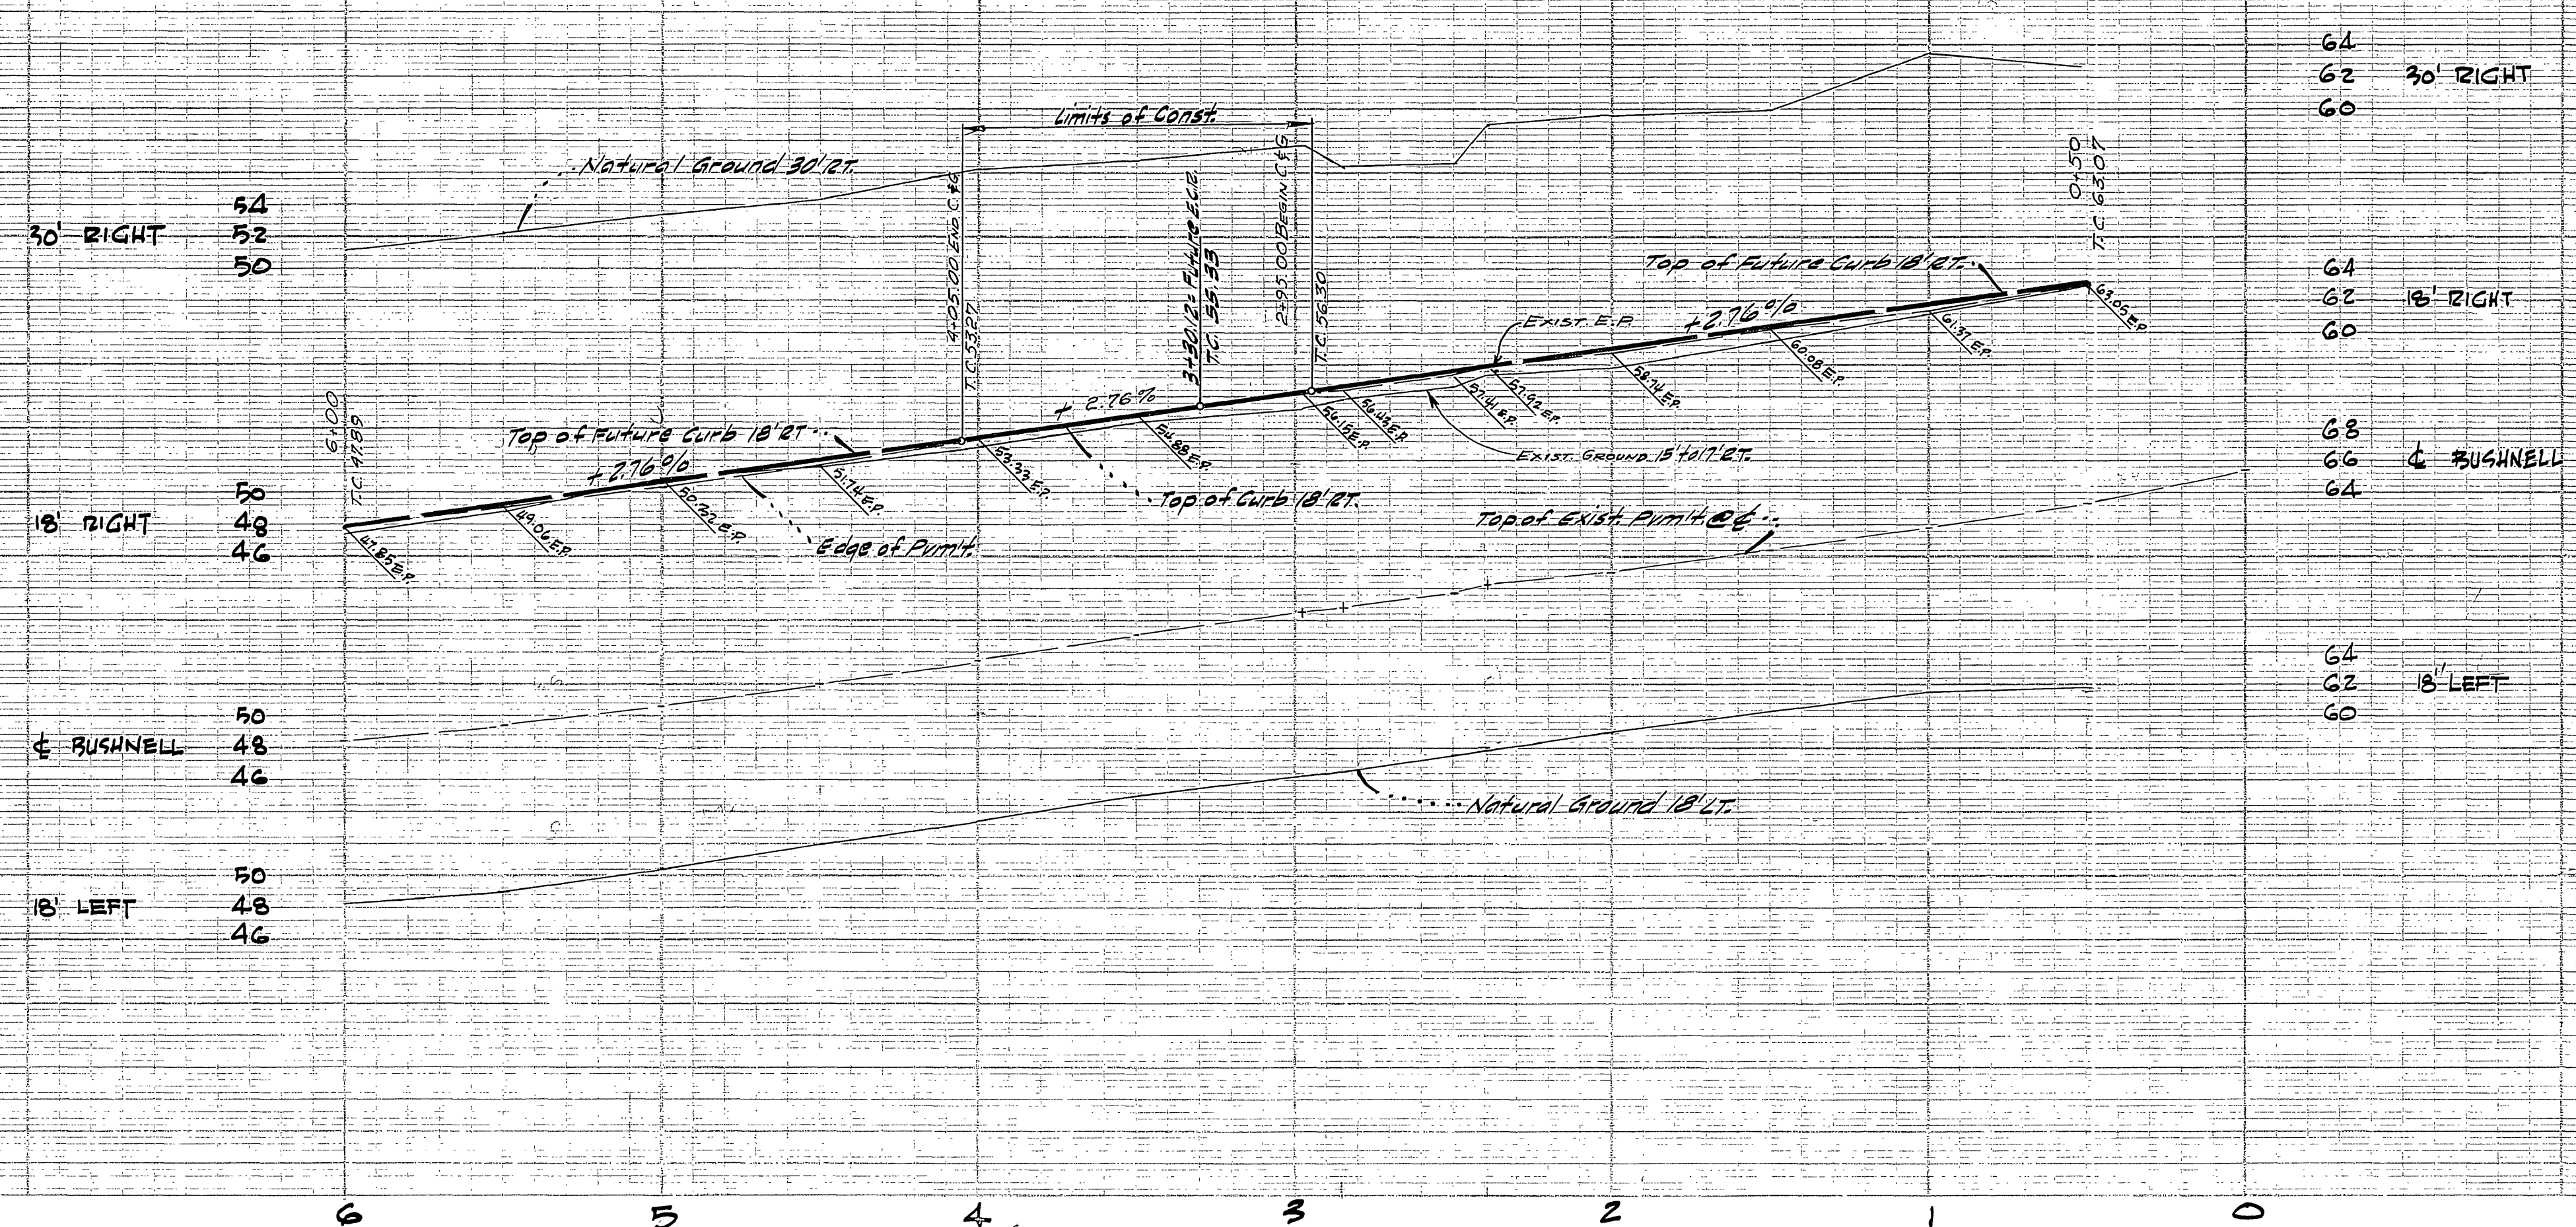 64
62 30' RIGHT
60
Limits of Const.
Natural Ground 30' RT.
54
30' RIGHT 52
50
4+05.00 END C.&G.
T.C. 53.27
3+30.12= Future E.C.R.
T.C. 55.33
2+95.00 BEGIN C&G
T.C. 56.30
0+50
T.C. 63.07
Top of Future Curb 18' RT.
64
62 18' RIGHT
60
EXIST. E.P.
+2.76%
63.05 E.P.
61.37 E.P.
60.08 E.P.
58.74 E.P.
57.92 E.P.
57.41 E.P.
56.43 E.P.
56.15 E.P.
54.88 E.P.
53.33 E.P.
51.74 E.P.
50.32 E.P.
49.06 E.P.
47.85 E.P.
6+00
T.C. 47.89
+ 2.76%
Top of Future Curb 18' RT
+ 2.76%
EXIST. GROUND 15' to 17' RT.
Top of Curb 18' RT.
Edge of Pvm't.
50
18' RIGHT 48
46
68
66 ℄ BUSHNELL
64
Top of Exist. Pvm't. @ ℄
50
℄ BUSHNELL 48
46
64
62 18' LEFT
60
Natural Ground 18' LT.
50
18' LEFT 48
46
6 5 4 3 2 1 0